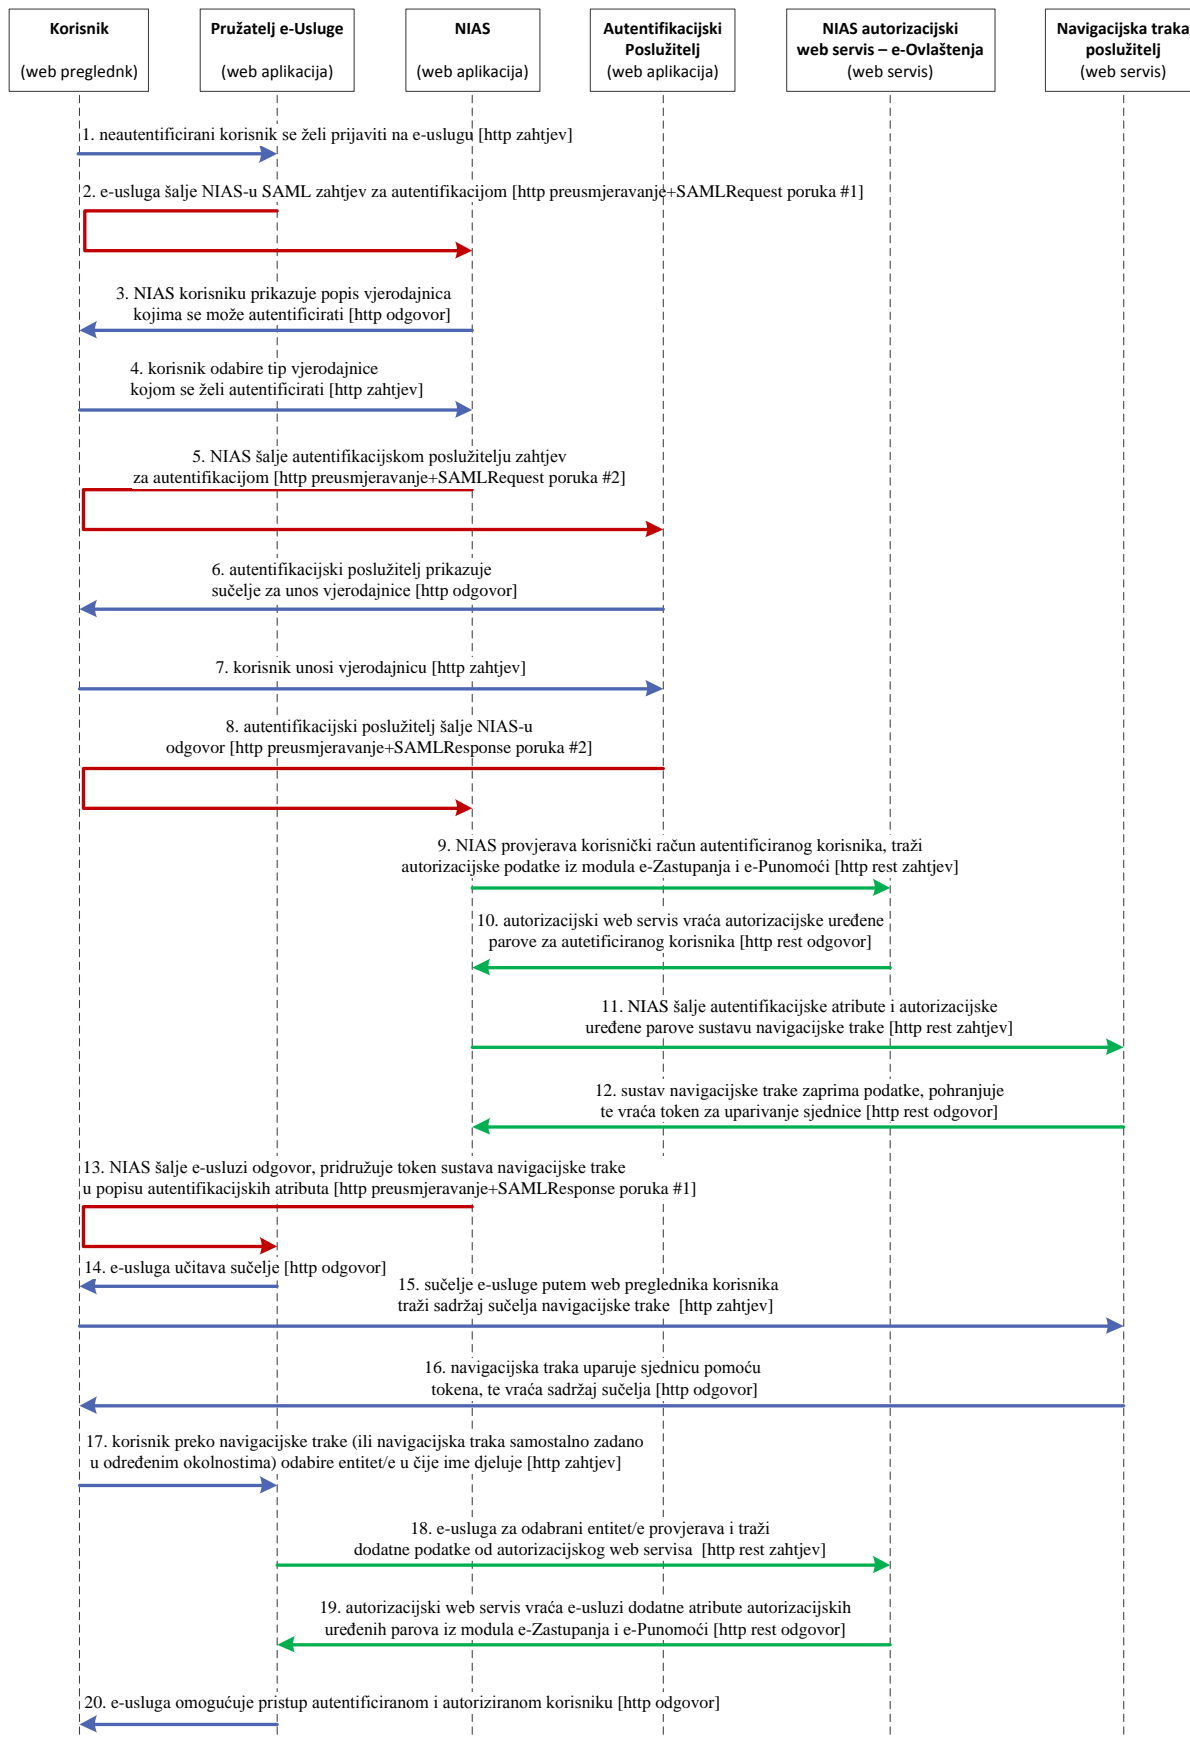 Korisnik
(web preglednk)
Pružatelj e-Usluge
(web aplikacija)
NIAS
(web aplikacija)
Autentifikacijski
Poslužitelj
(web aplikacija)
NIAS autorizacijski
web servis – e-Ovlaštenja
(web servis)
Navigacijska traka
poslužitelj
(web servis)
1. neautentificirani korisnik se želi prijaviti na e-uslugu [http zahtjev]
2. e-usluga šalje NIAS-u SAML zahtjev za autentifikacijom [http preusmjeravanje+SAMLRequest poruka #1]
3. NIAS korisniku prikazuje popis vjerodajnica
kojima se može autentificirati [http odgovor]
4. korisnik odabire tip vjerodajnice
kojom se želi autentificirati [http zahtjev]
5. NIAS šalje autentifikacijskom poslužitelju zahtjev
za autentifikacijom [http preusmjeravanje+SAMLRequest poruka #2]
6. autentifikacijski poslužitelj prikazuje
sučelje za unos vjerodajnice [http odgovor]
7. korisnik unosi vjerodajnicu [http zahtjev]
8. autentifikacijski poslužitelj šalje NIAS-u
odgovor [http preusmjeravanje+SAMLResponse poruka #2]
9. NIAS provjerava korisnički račun autentificiranog korisnika, traži
autorizacijske podatke iz modula e-Zastupanja i e-Punomoći [http rest zahtjev]
10. autorizacijski web servis vraća autorizacijske uređene
parove za autetificiranog korisnika [http rest odgovor]
11. NIAS šalje autentifikacijske atribute i autorizacijske
uređene parove sustavu navigacijske trake [http rest zahtjev]
12. sustav navigacijske trake zaprima podatke, pohranjuje
te vraća token za uparivanje sjednice [http rest odgovor]
13. NIAS šalje e-usluzi odgovor, pridružuje token sustava navigacijske trake
u popisu autentifikacijskih atributa [http preusmjeravanje+SAMLResponse poruka #1]
14. e-usluga učitava sučelje [http odgovor]
15. sučelje e-usluge putem web preglednika korisnika
traži sadržaj sučelja navigacijske trake [http zahtjev]
16. navigacijska traka uparuje sjednicu pomoću
tokena, te vraća sadržaj sučelja [http odgovor]
17. korisnik preko navigacijske trake (ili navigacijska traka samostalno zadano
u određenim okolnostima) odabire entitet/e u čije ime djeluje [http zahtjev]
18. e-usluga za odabrani entitet/e provjerava i traži
dodatne podatke od autorizacijskog web servisa [http rest zahtjev]
19. autorizacijski web servis vraća e-usluzi dodatne atribute autorizacijskih
uređenih parova iz modula e-Zastupanja i e-Punomoći [http rest odgovor]
20. e-usluga omogućuje pristup autentificiranom i autoriziranom korisniku [http odgovor]